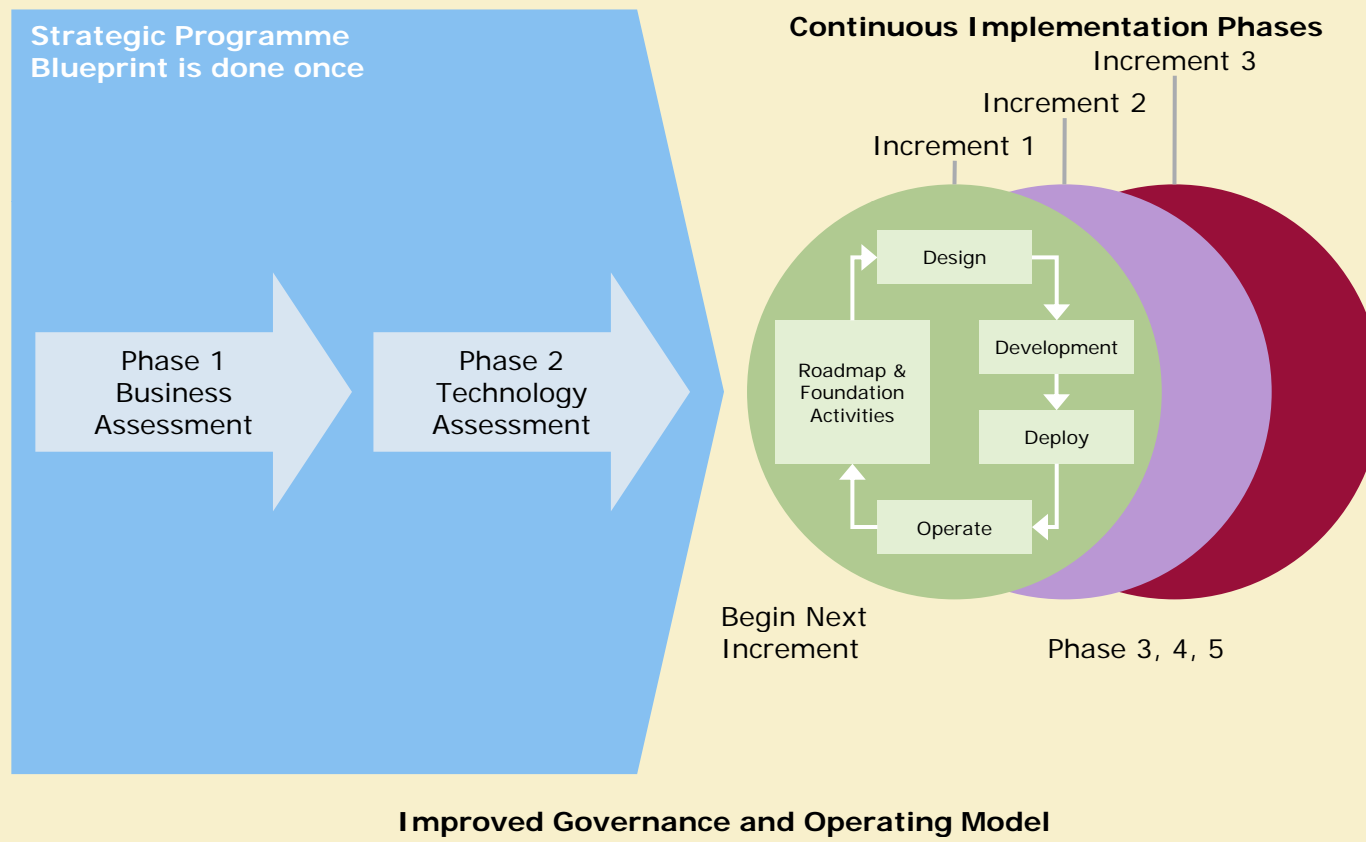 Strategic Programme
Blueprint is done once
Phase 1
Business
Assessment
Phase 2
Technology
Assessment
Continuous Implementation Phases
Increment 3
Increment 2
Increment 1
Design
Development
Roadmap &
Foundation
Activities
Deploy
Operate
Begin Next
Increment
Phase 3, 4, 5
Improved Governance and Operating Model